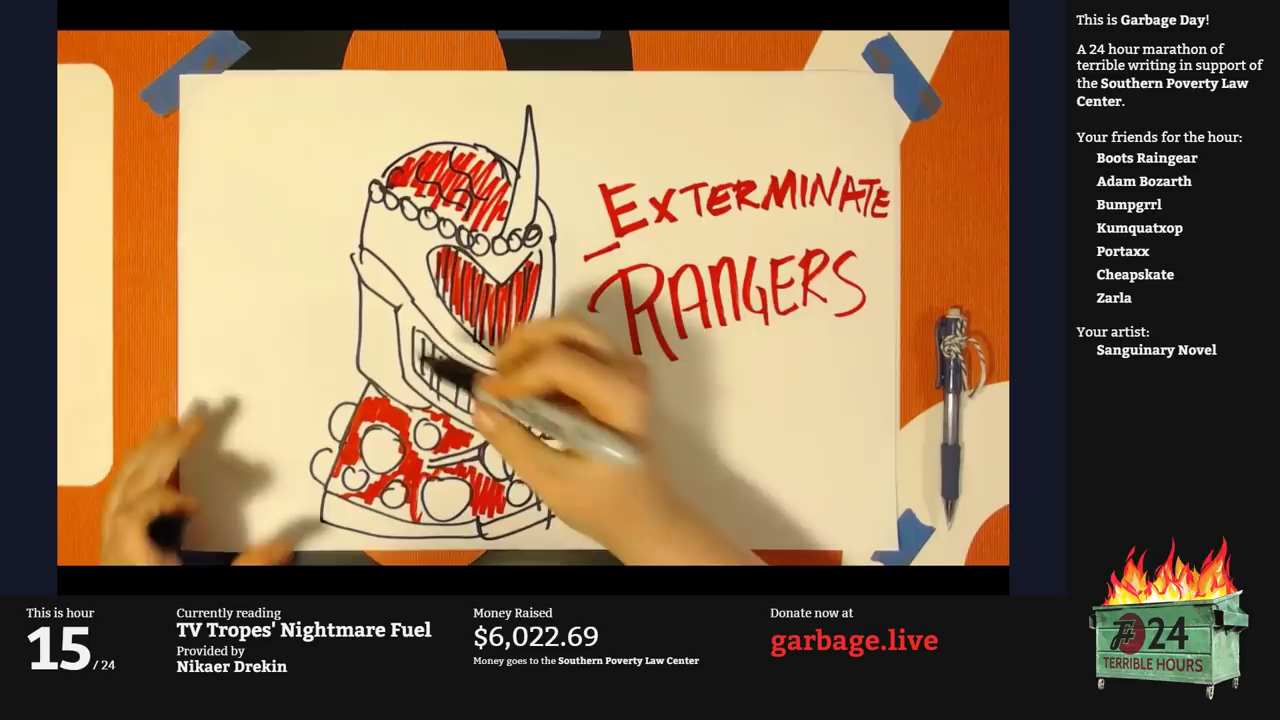 EXTERMINATE
RANGERS
This is Garbage Day!
A 24 hour marathon of
terrible writing in support of
the Southern Poverty Law
Center.
Your friends for the hour:
Boots Raingear
Adam Bozarth
Bumpgrrl
Kumquatxop
Portaxx
Cheapskate
Zarla
Your artist:
Sanguinary Novel
This is hour
15 / 24
Currently reading
TV Tropes' Nightmare Fuel
Provided by
Nikaer Drekin
Money Raised
$6,022.69
Money goes to the Southern Poverty Law Center
Donate now at
garbage.live
24
TERRIBLE HOURS